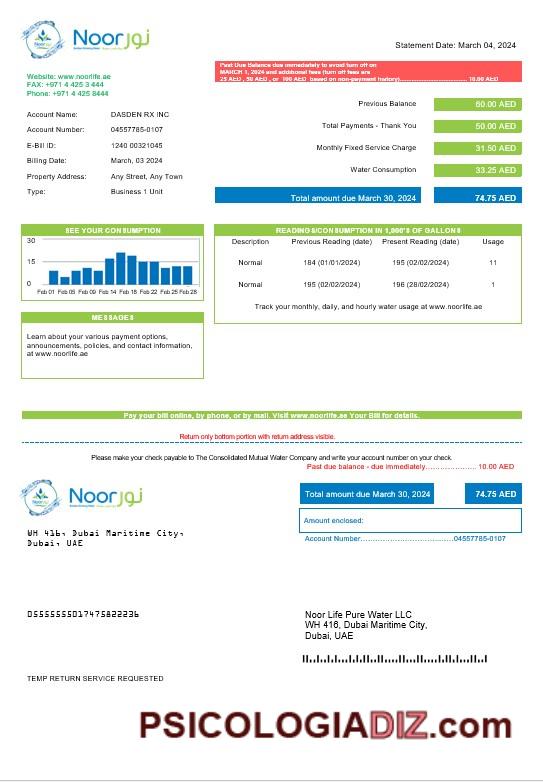 Noor نور
Statement Date: March 04, 2024
Past Due Balance due immediately to avoid turn off on
MARCH 1, 2024 and additional fees (turn off fees are
25 AED , 50 AED , or 100 AED based on non-payment history)............................ 10.00 AED
Website: www.noorlife.ae
FAX: +971 4 425 3 444
Phone: +971 4 425 8444
Previous Balance 50.00 AED
Account Name: DASDEN RX INC
Total Payments - Thank You 50.00 AED
Account Number: 04557785-0107
E-Bill ID: 1240 00321045
Monthly Fixed Service Charge 31.50 AED
Billing Date: March, 03 2024
Water Consumption 33.25 AED
Property Address: Any Street, Any Town
Type: Business 1 Unit
Total amount due March 30, 2024 74.75 AED
SEE YOUR CONSUMPTION
30
15
0
Feb 01 Feb 05 Feb 09 Feb 14 Feb 18 Feb 22 Feb 25 Feb 28
READINGS/CONSUMPTION IN 1,000'S OF GALLONS
Description Previous Reading (date) Present Reading (date) Usage
Normal 184 (01/01/2024) 195 (02/02/2024) 11
Normal 195 (02/02/2024) 196 (28/02/2024) 1
Track your monthly, daily, and hourly water usage at www.noorlife.ae
MESSAGES
Learn about your various payment options,
announcements, policies, and contact information,
at www.noorlife.ae
Pay your bill online, by phone, or by mail. Visit www.noorlife.ae Your Bill for details.
Return only bottom portion with return address visible.
Please make your check payable to The Consolidated Mutual Water Company and write your account number on your check.
Past due balance - due immediately...................... 10.00 AED
Noor نور
Total amount due March 30, 2024 74.75 AED
Amount enclosed:
Account Number..............................................04557785-0107
WH 416, Dubai Maritime City,
Dubai, UAE
D5555555D17475822236
Noor Life Pure Water LLC
WH 416, Dubai Maritime City,
Dubai, UAE
TEMP RETURN SERVICE REQUESTED
PSICOLOGIADIZ.com